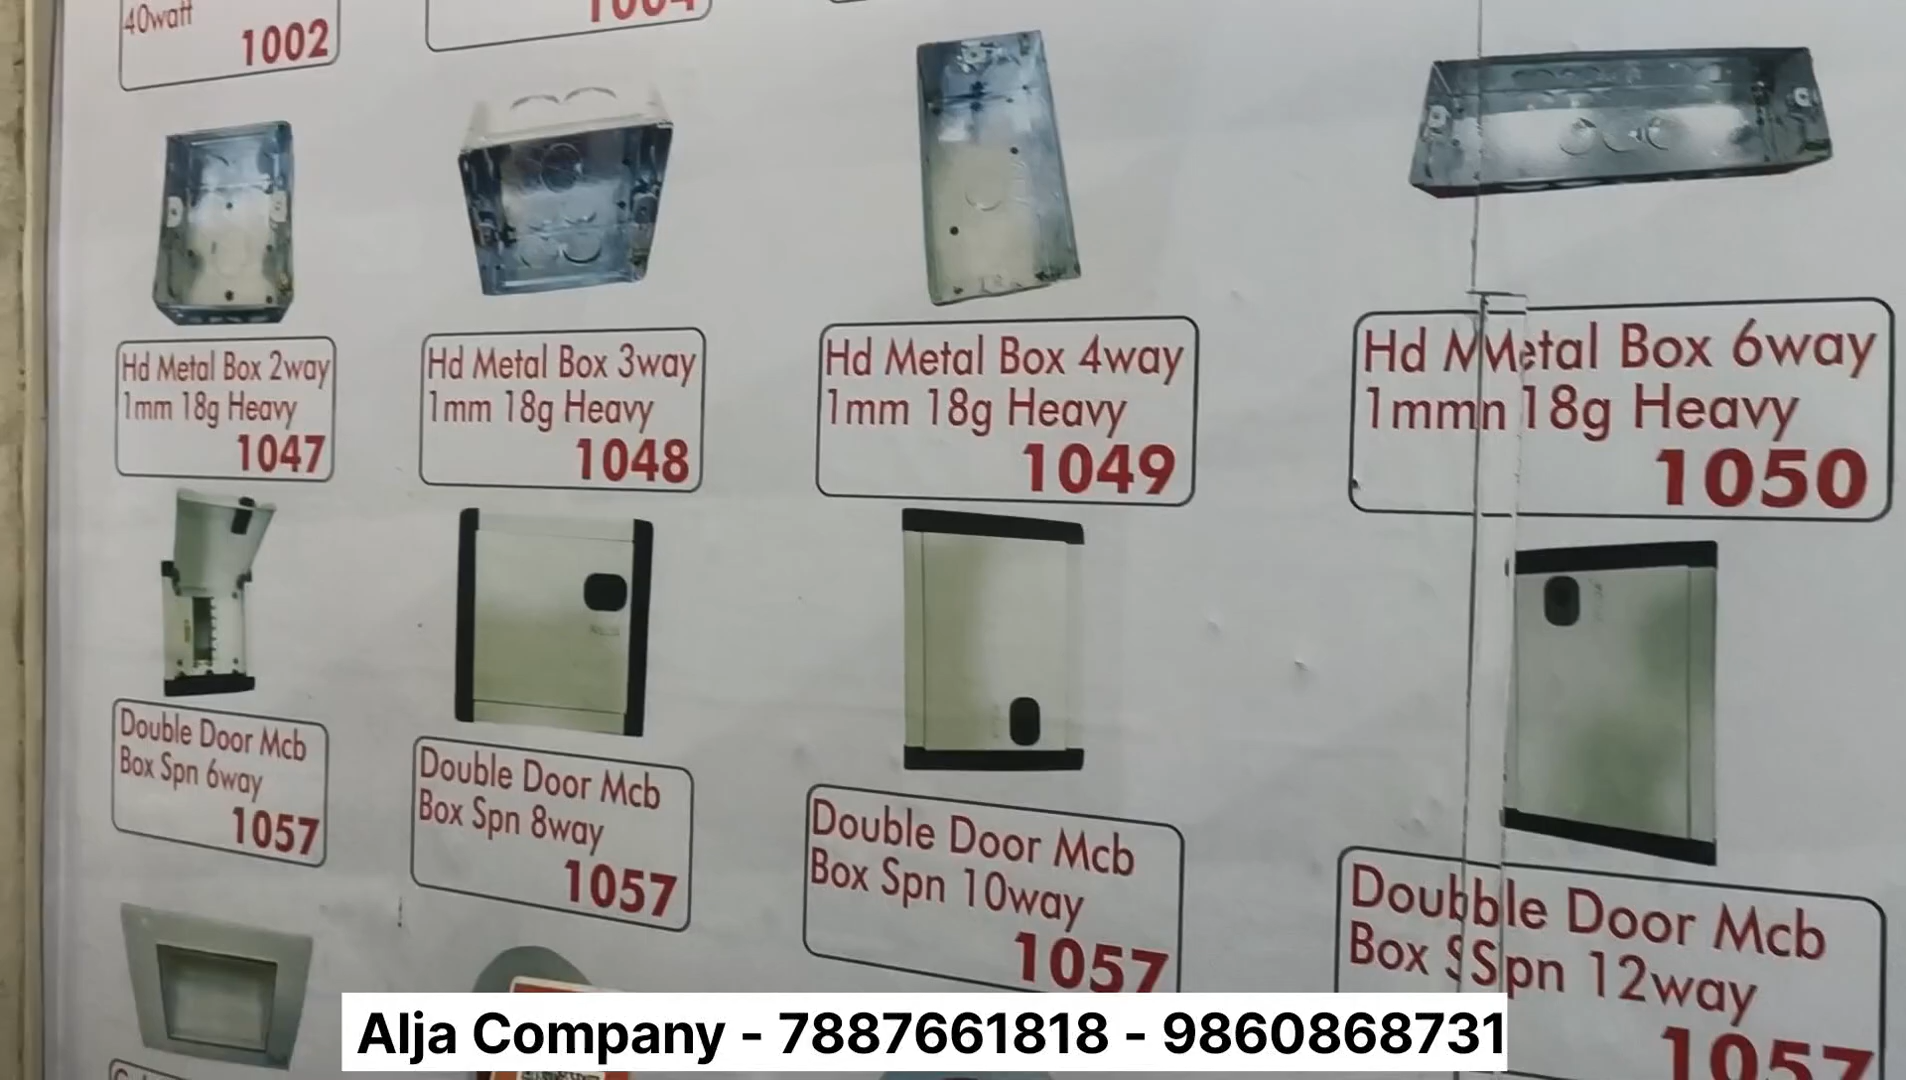 40watt
1002
1004
Hd Metal Box 2way
1mm 18g Heavy
1047
Hd Metal Box 3way
1mm 18g Heavy
1048
Hd Metal Box 4way
1mm 18g Heavy
1049
Hd MMetal Box 6way
1mmn 18g Heavy
1050
Double Door Mcb
Box Spn 6way
1057
Double Door Mcb
Box Spn 8way
1057
Double Door Mcb
Box Spn 10way
1057
Doubble Door Mcb
Box SSpn 12way
1057
Alja Company - 7887661818 - 9860868731